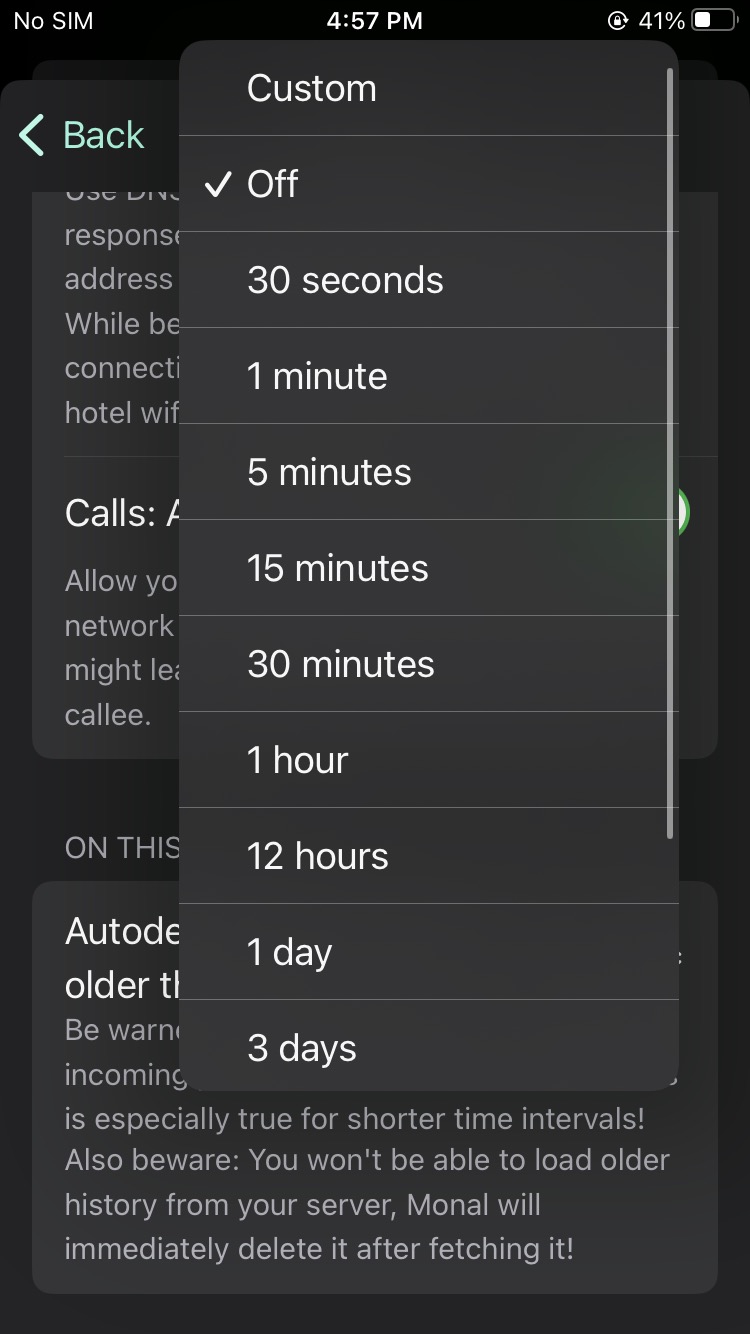 No SIM
4:57 PM
41%
Back
Custom
Off
30 seconds
1 minute
5 minutes
15 minutes
30 minutes
1 hour
12 hours
1 day
3 days
Use DNS
response
address
While be
connecti
hotel wif
Calls: A
Allow yo
network
might lea
callee.
ON THIS
Autode
older th
Be warne
incoming
is especially true for shorter time intervals!
Also beware: You won't be able to load older
history from your server, Monal will
immediately delete it after fetching it!